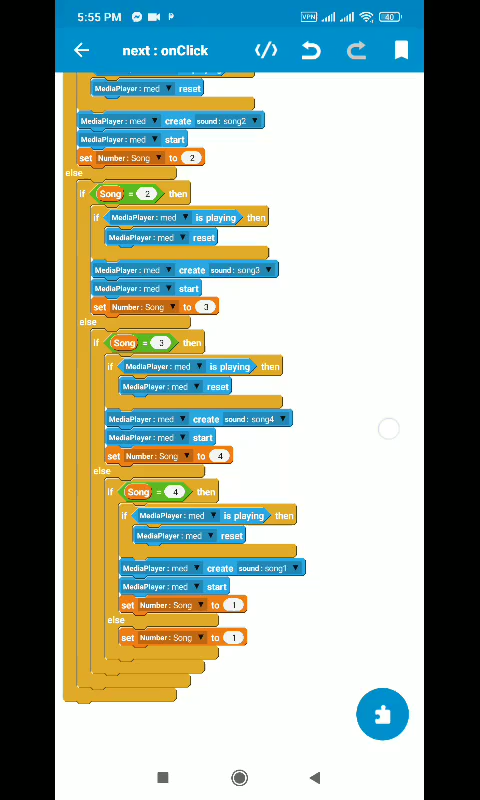 5:55 PM VPN 40
next : onClick
MediaPlayer : med reset
MediaPlayer : med create sound : song2
MediaPlayer : med start
set Number : Song to 2
else
if Song = 2 then
if MediaPlayer : med is playing then
MediaPlayer : med reset
MediaPlayer : med create sound : song3
MediaPlayer : med start
set Number : Song to 3
else
if Song = 3 then
if MediaPlayer : med is playing then
MediaPlayer : med reset
MediaPlayer : med create sound : song4
MediaPlayer : med start
set Number : Song to 4
else
if Song = 4 then
if MediaPlayer : med is playing then
MediaPlayer : med reset
MediaPlayer : med create sound : song1
MediaPlayer : med start
set Number : Song to 1
else
set Number : Song to 1